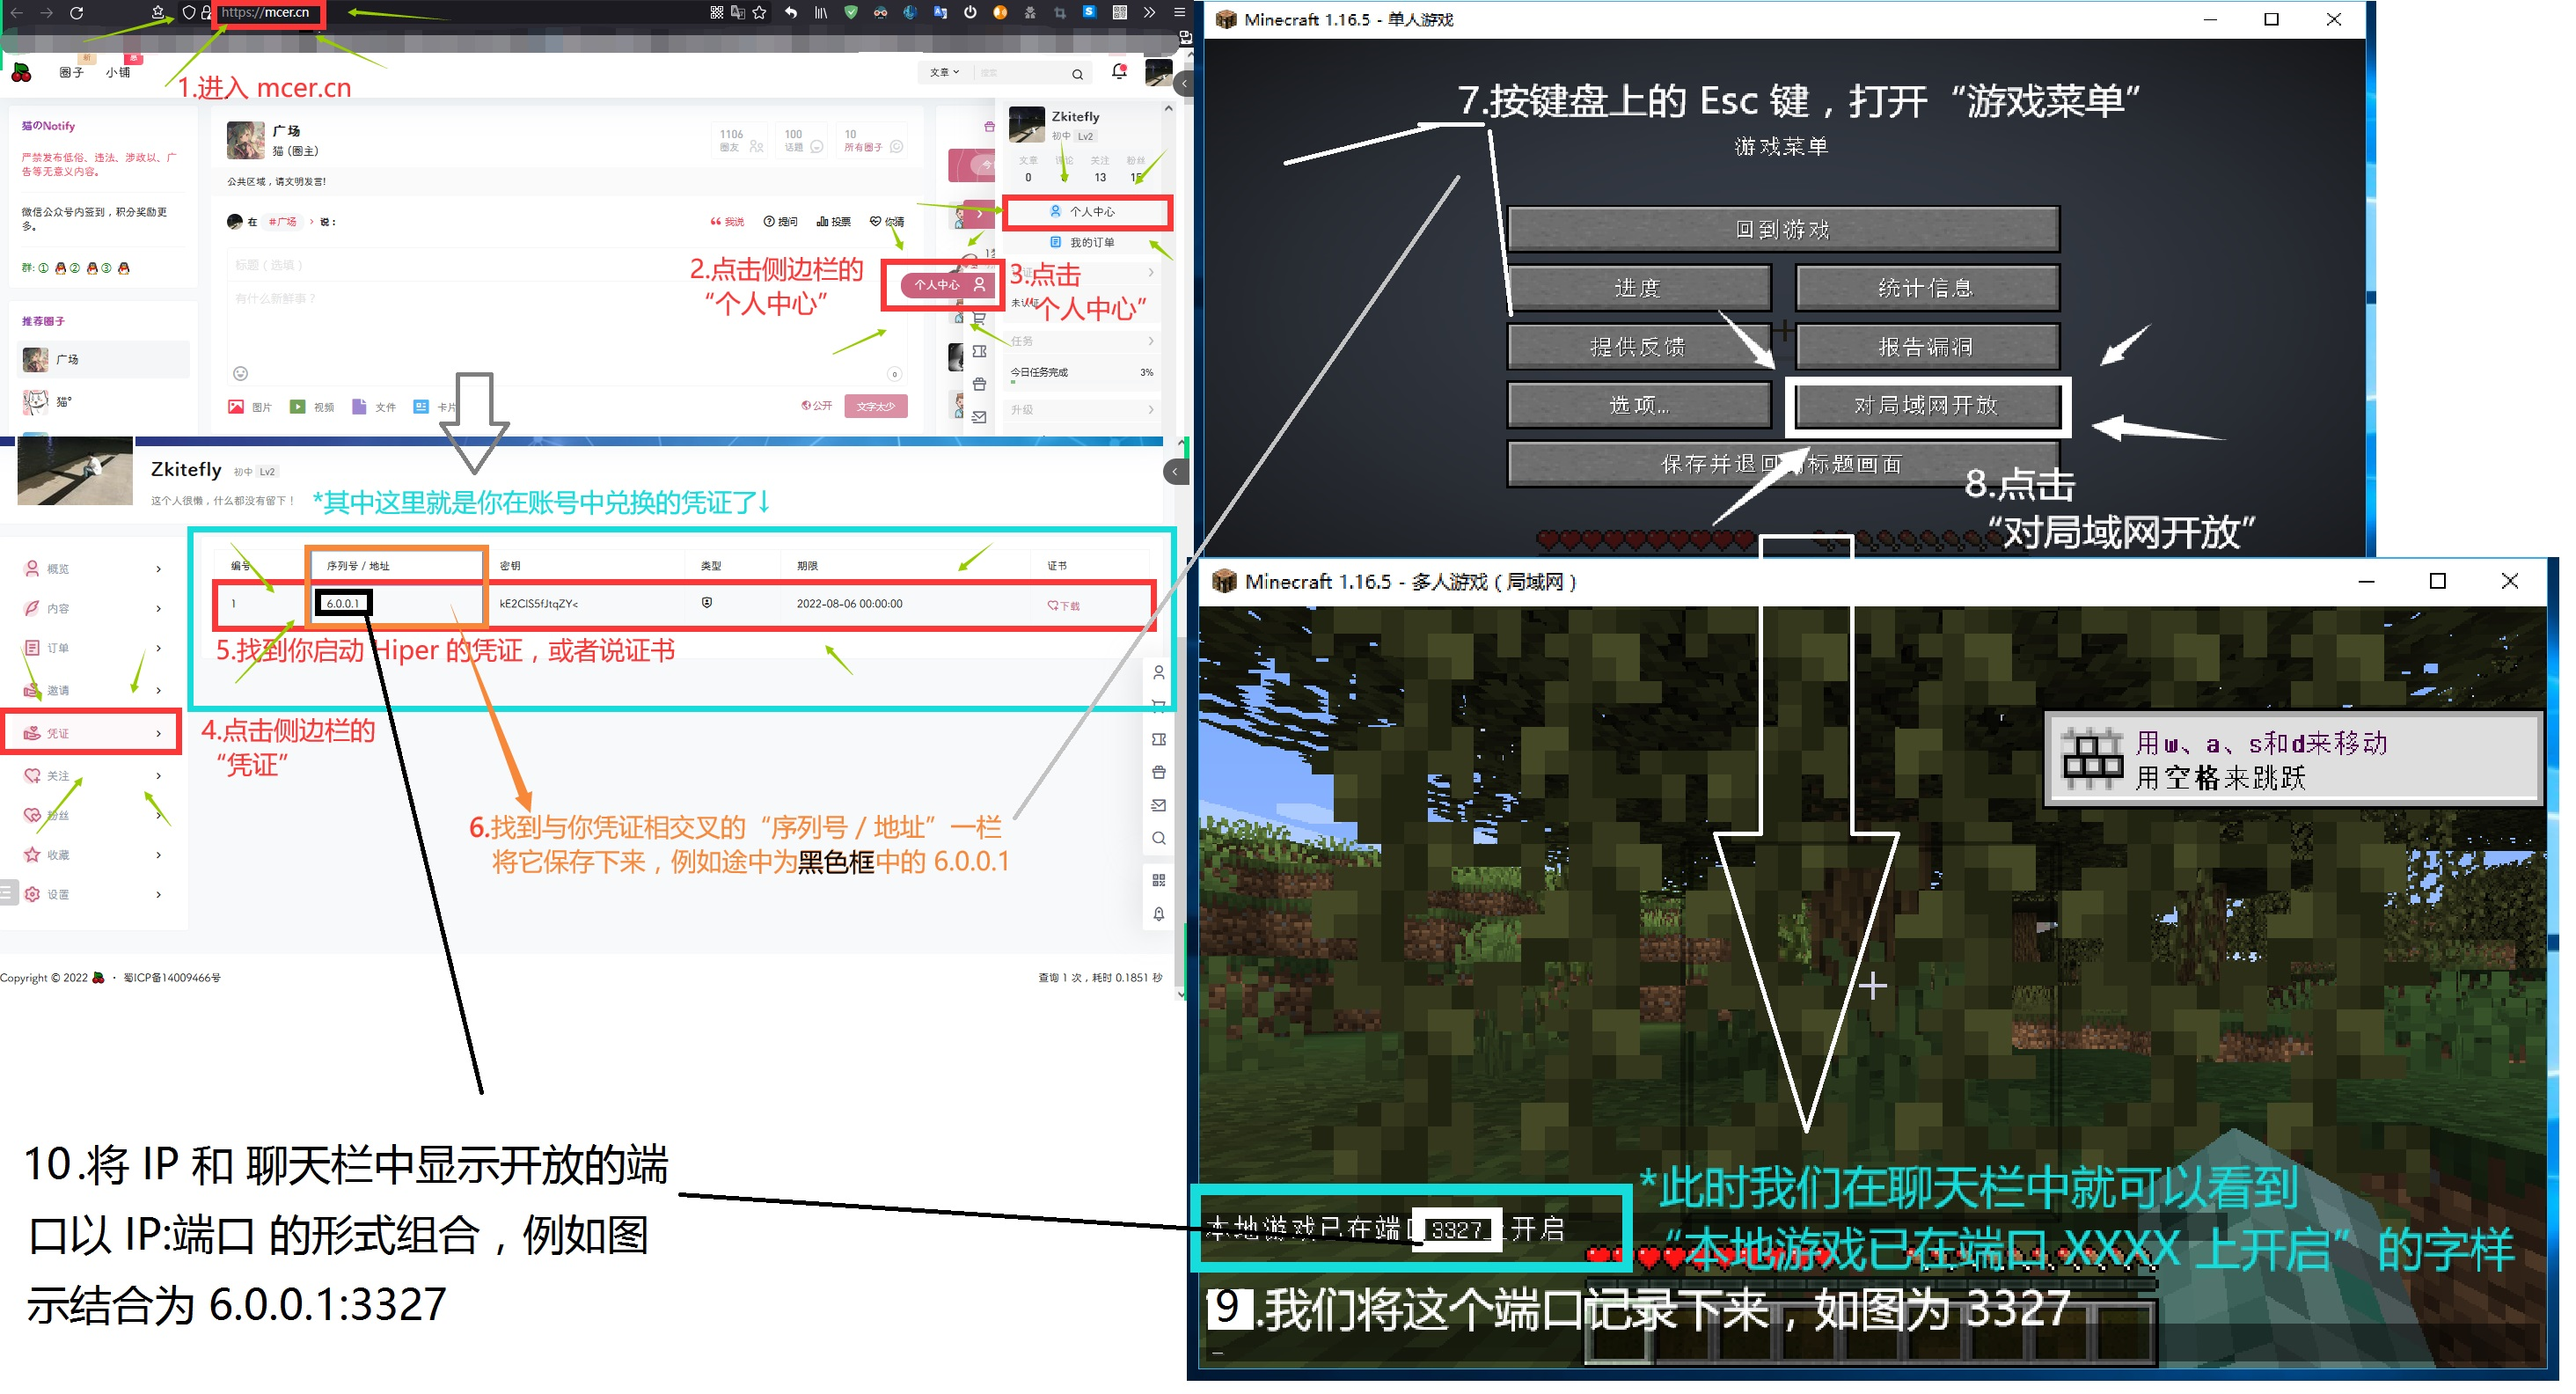 https://mcer.cn
圈子
小铺
1.进入 mcer.cn
文章
搜索
猫のNotify
严禁发布低俗、违法、涉政以、广
告等无意义内容。
微信公众号内签到，积分奖励更
多。
群: ① ② ③
推荐圈子
广场
猫°
广场
猫 (圈主)
1106
圈友
100
话题
10
所有圈子
公共区域，请文明发言!
在 #广场 > 说：
我说
提问
投票
你猜
标题（选填）
有什么新鲜事？
2.点击侧边栏的
“个人中心”
个人中心
3.点击
“个人中心”
0
图片
视频
文件
卡片
公开
文字太少
Zkitefly
初中 Lv2
文章
评论
关注
粉丝
0
13
个人中心
我的订单
任务
今日任务完成
3%
升级
Zkitefly 初中 Lv2
这个人很懒，什么都没有留下！
*其中这里就是你在账号中兑换的凭证了↓
概览
内容
订单
邀请
凭证
关注
粉丝
收藏
设置
编号
序列号 / 地址
密钥
类型
期限
证书
1
6.0.0.1
kE2CIS5fJtqZY<
2022-08-06 00:00:00
下载
5.找到你启动 Hiper 的凭证，或者说证书
4.点击侧边栏的
“凭证”
6.找到与你凭证相交叉的“序列号 / 地址”一栏
将它保存下来，例如途中为黑色框中的 6.0.0.1
Copyright © 2022 · 蜀ICP备14009466号
查询 1 次，耗时 0.1851 秒
10.将 IP 和 聊天栏中显示开放的端
口以 IP:端口 的形式组合，例如图
示结合为 6.0.0.1:3327
Minecraft 1.16.5 - 单人游戏
7.按键盘上的 Esc 键，打开“游戏菜单”
游戏菜单
回到游戏
进度
统计信息
提供反馈
报告漏洞
选项...
对局域网开放
保存并退回到标题画面
8.点击
“对局域网开放”
Minecraft 1.16.5 - 多人游戏（局域网）
用w、a、s和d来移动
用空格来跳跃
*此时我们在聊天栏中就可以看到
“本地游戏已在端口 XXXX 上开启”的字样
本地游戏已在端口3327上开启
9.我们将这个端口记录下来，如图为 3327